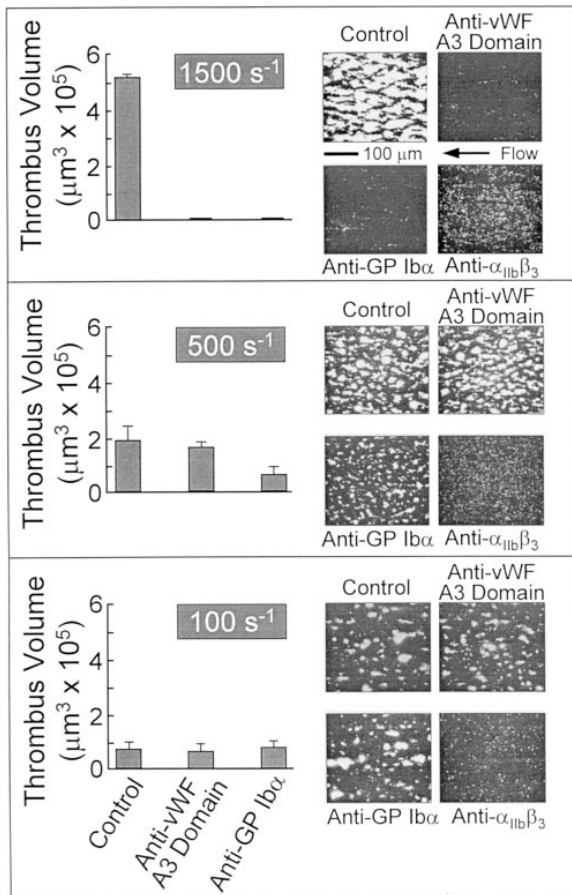 Thrombus Volume
(μm³ x 10⁵)
6
4
2
0
1500 s⁻¹
Control
Anti-vWF
A3 Domain
100 μm
Flow
Anti-GP Ibα
Anti-αIIbβ3
Thrombus Volume
(μm³ x 10⁵)
6
4
2
0
500 s⁻¹
Control
Anti-vWF
A3 Domain
Anti-GP Ibα
Anti-αIIbβ3
Thrombus Volume
(μm³ x 10⁵)
6
4
2
0
100 s⁻¹
Control
Anti-vWF
A3 Domain
Anti-GP Ibα
Control
Anti-vWF
A3 Domain
Anti-GP Ibα
Anti-αIIbβ3